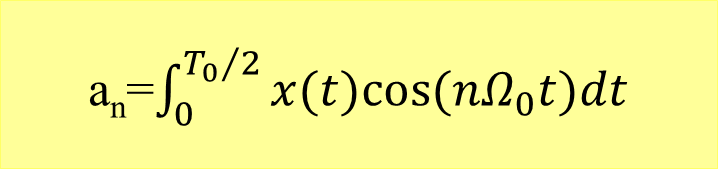 aₙ=∫₀^{T₀/2} x(t)cos(nΩ₀t)dt